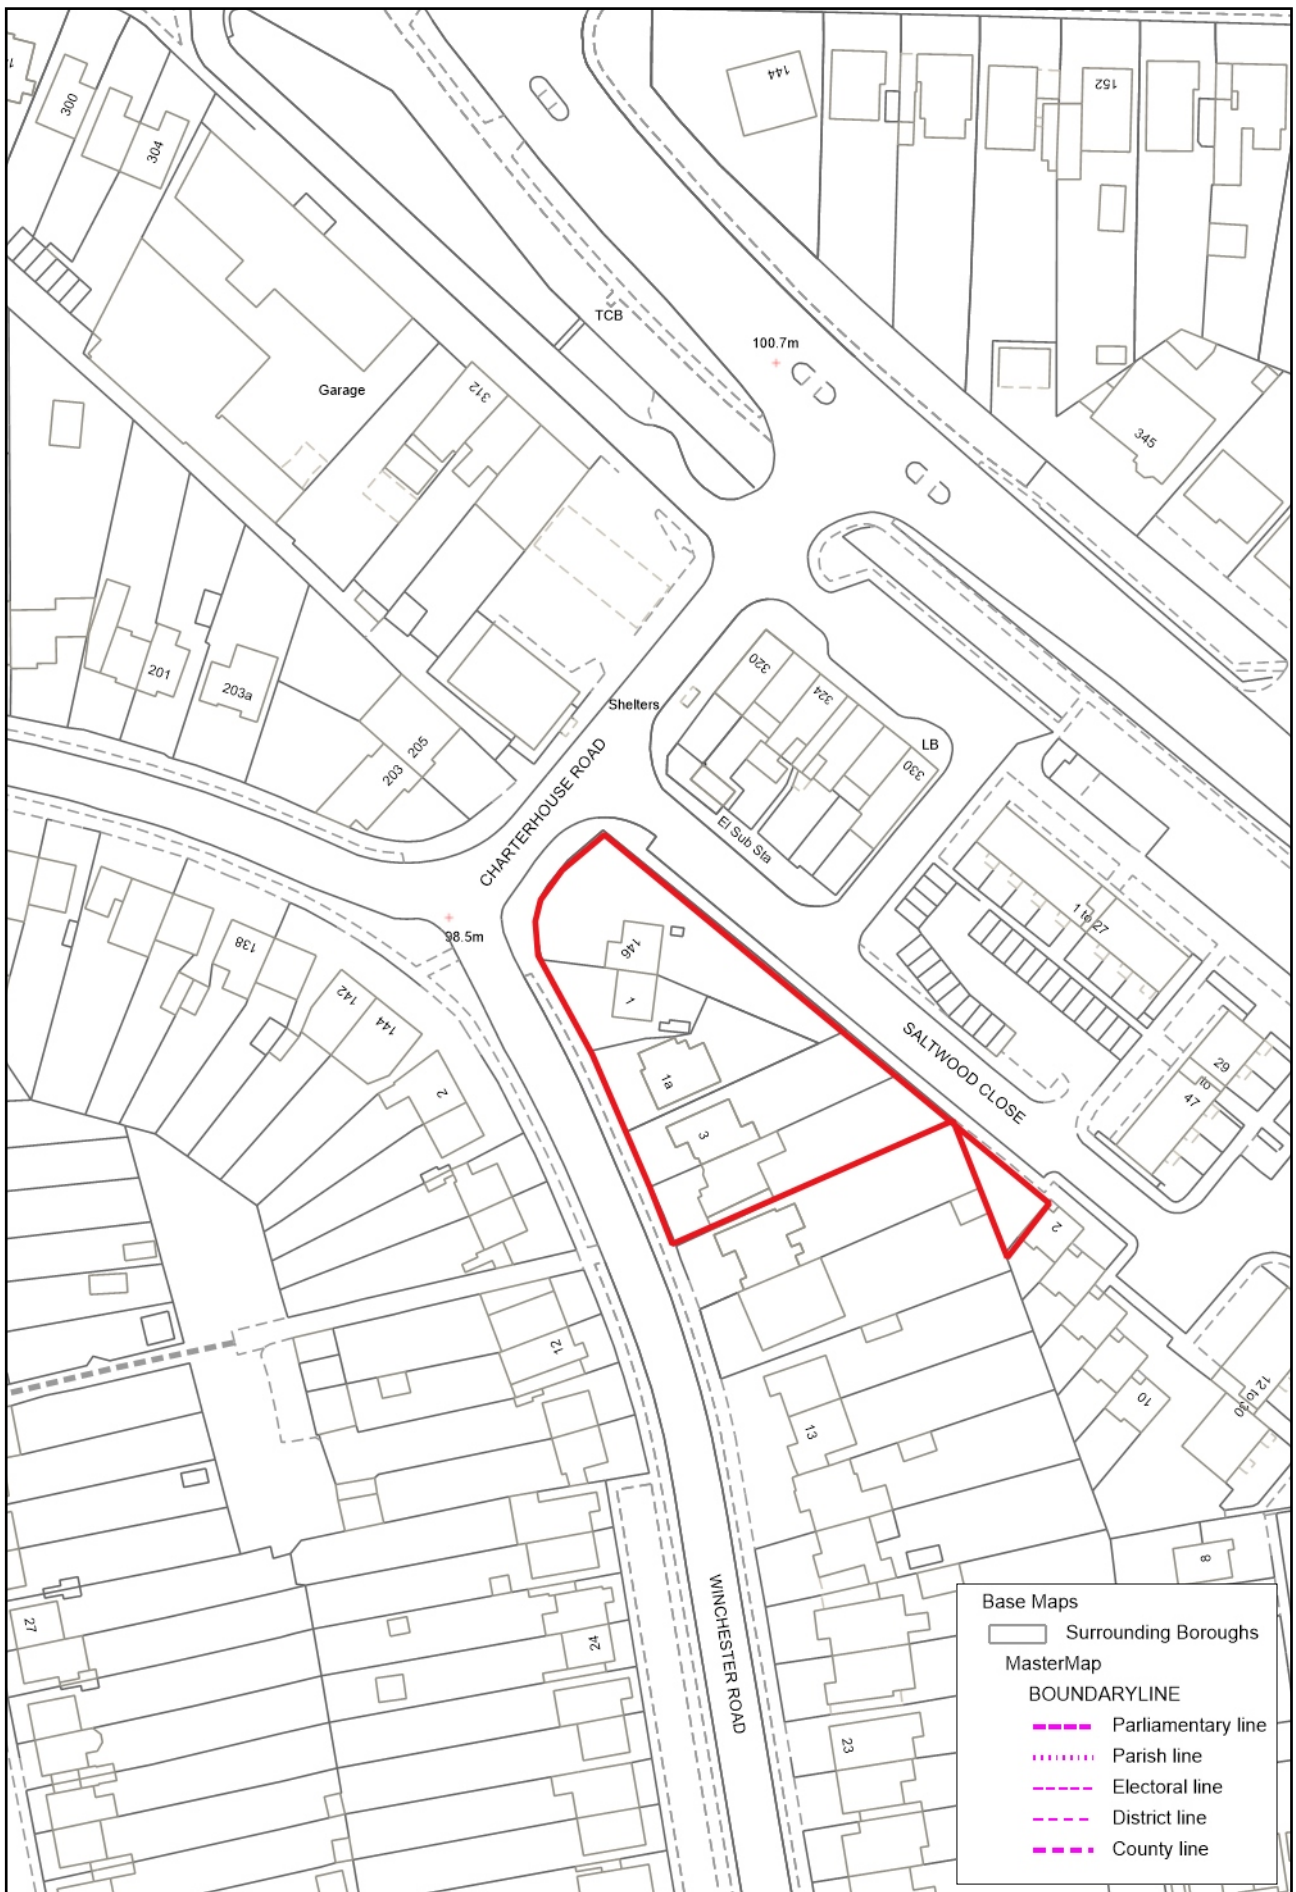 144
152
300
304
TCB
100.7m
Garage
312
345
201
203a
Shelters
320
324
LB
330
203 205
CHARTERHOUSE ROAD
El Sub Sta
98.5m
138
146
1 to 27
142
144
1
SALTWOOD CLOSE
1a
29
to
47
2
3
2
12
13
10
12 to
30
8
27
24
WINCHESTER ROAD
23
Base Maps
Surrounding Boroughs
MasterMap
BOUNDARYLINE
Parliamentary line
Parish line
Electoral line
District line
County line